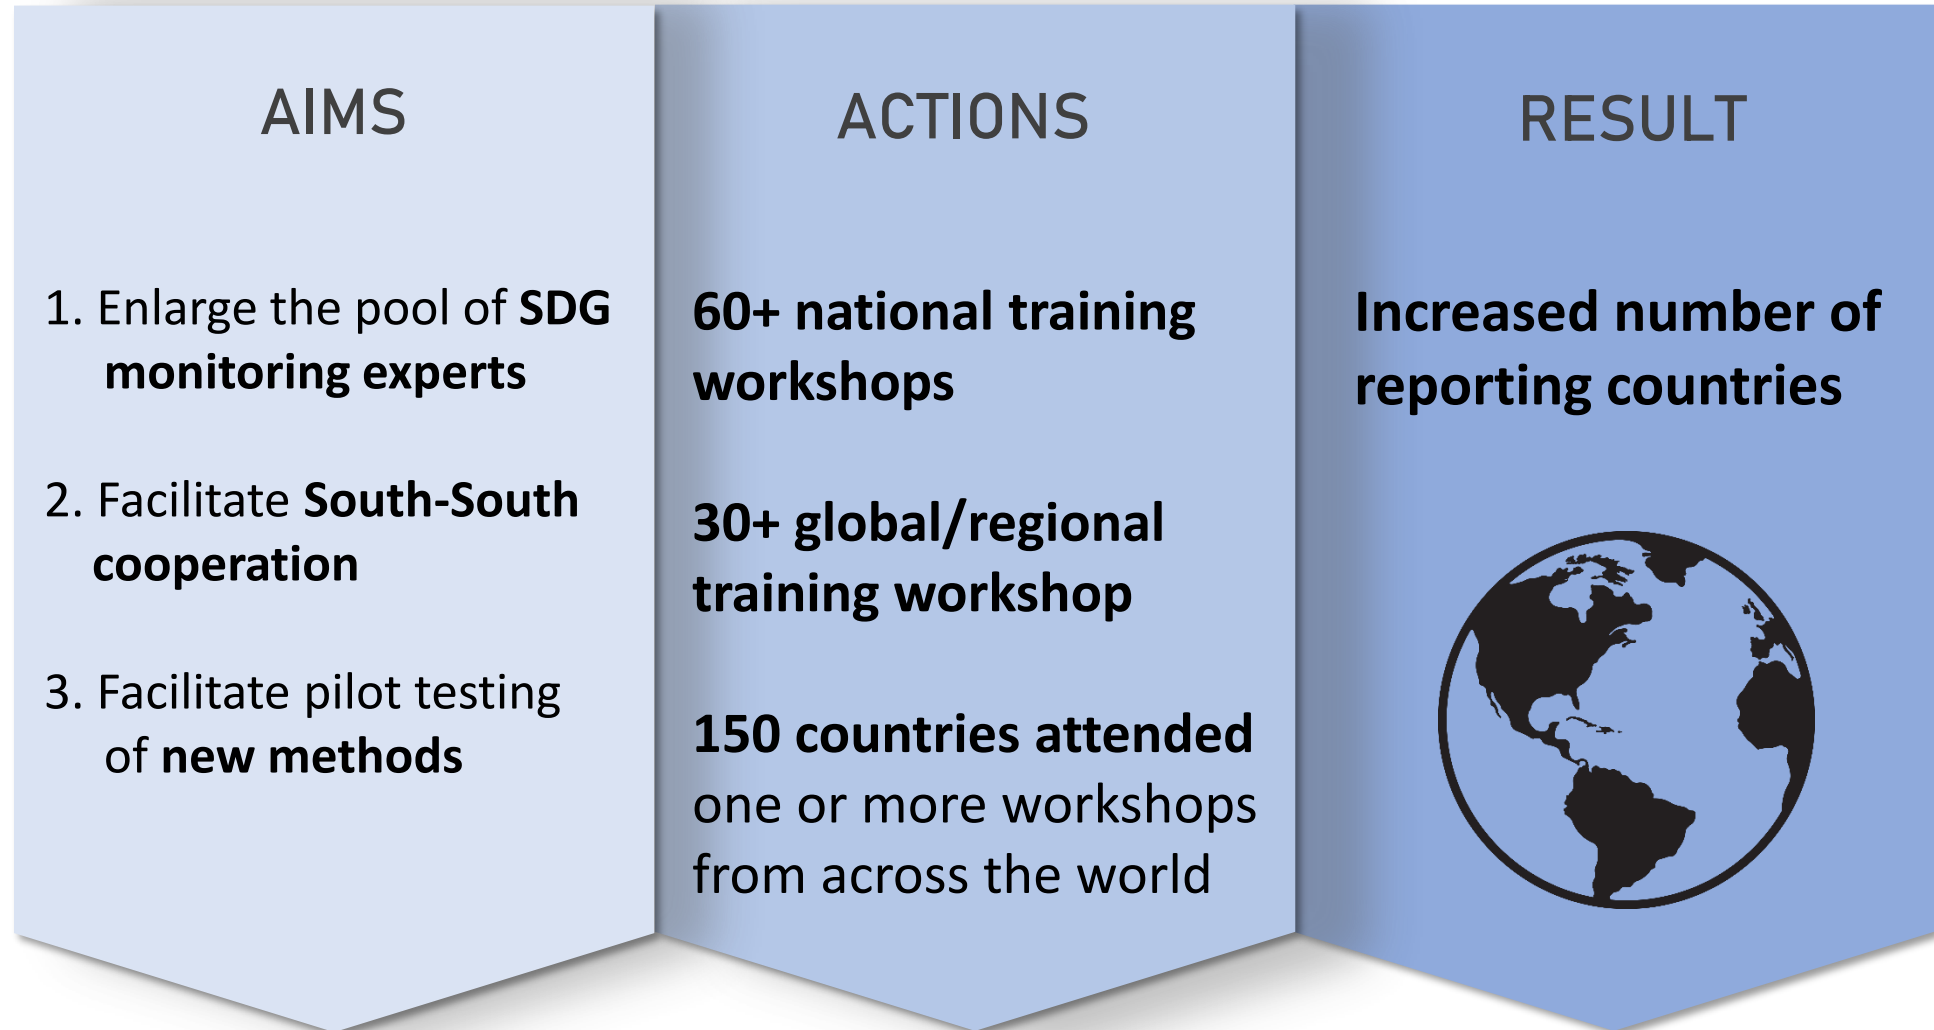 AIMS
1. Enlarge the pool of SDG
monitoring experts
2. Facilitate South-South
cooperation
3. Facilitate pilot testing
of new methods
ACTIONS
60+ national training
workshops
30+ global/regional
training workshop
150 countries attended
one or more workshops
from across the world
RESULT
Increased number of
reporting countries